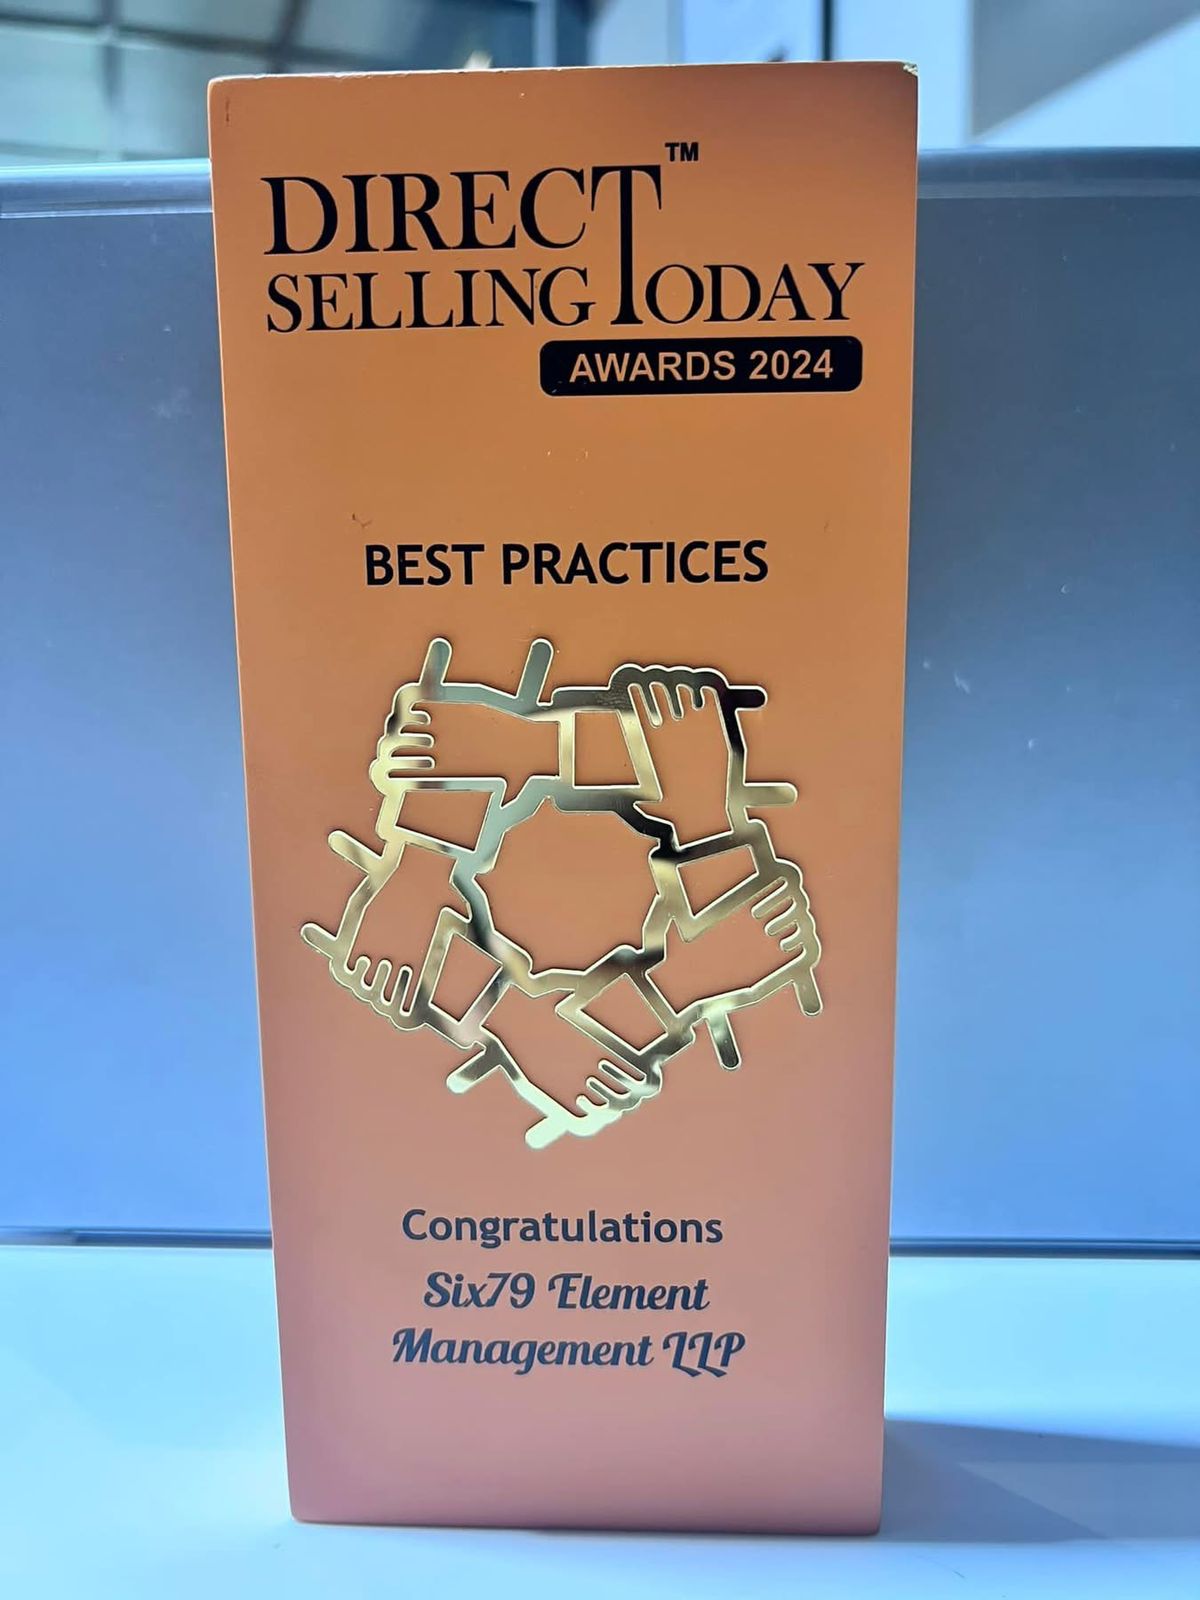 DIRECT™
SELLING TODAY
AWARDS 2024
BEST PRACTICES
Congratulations
Six79 Element
Management LLP